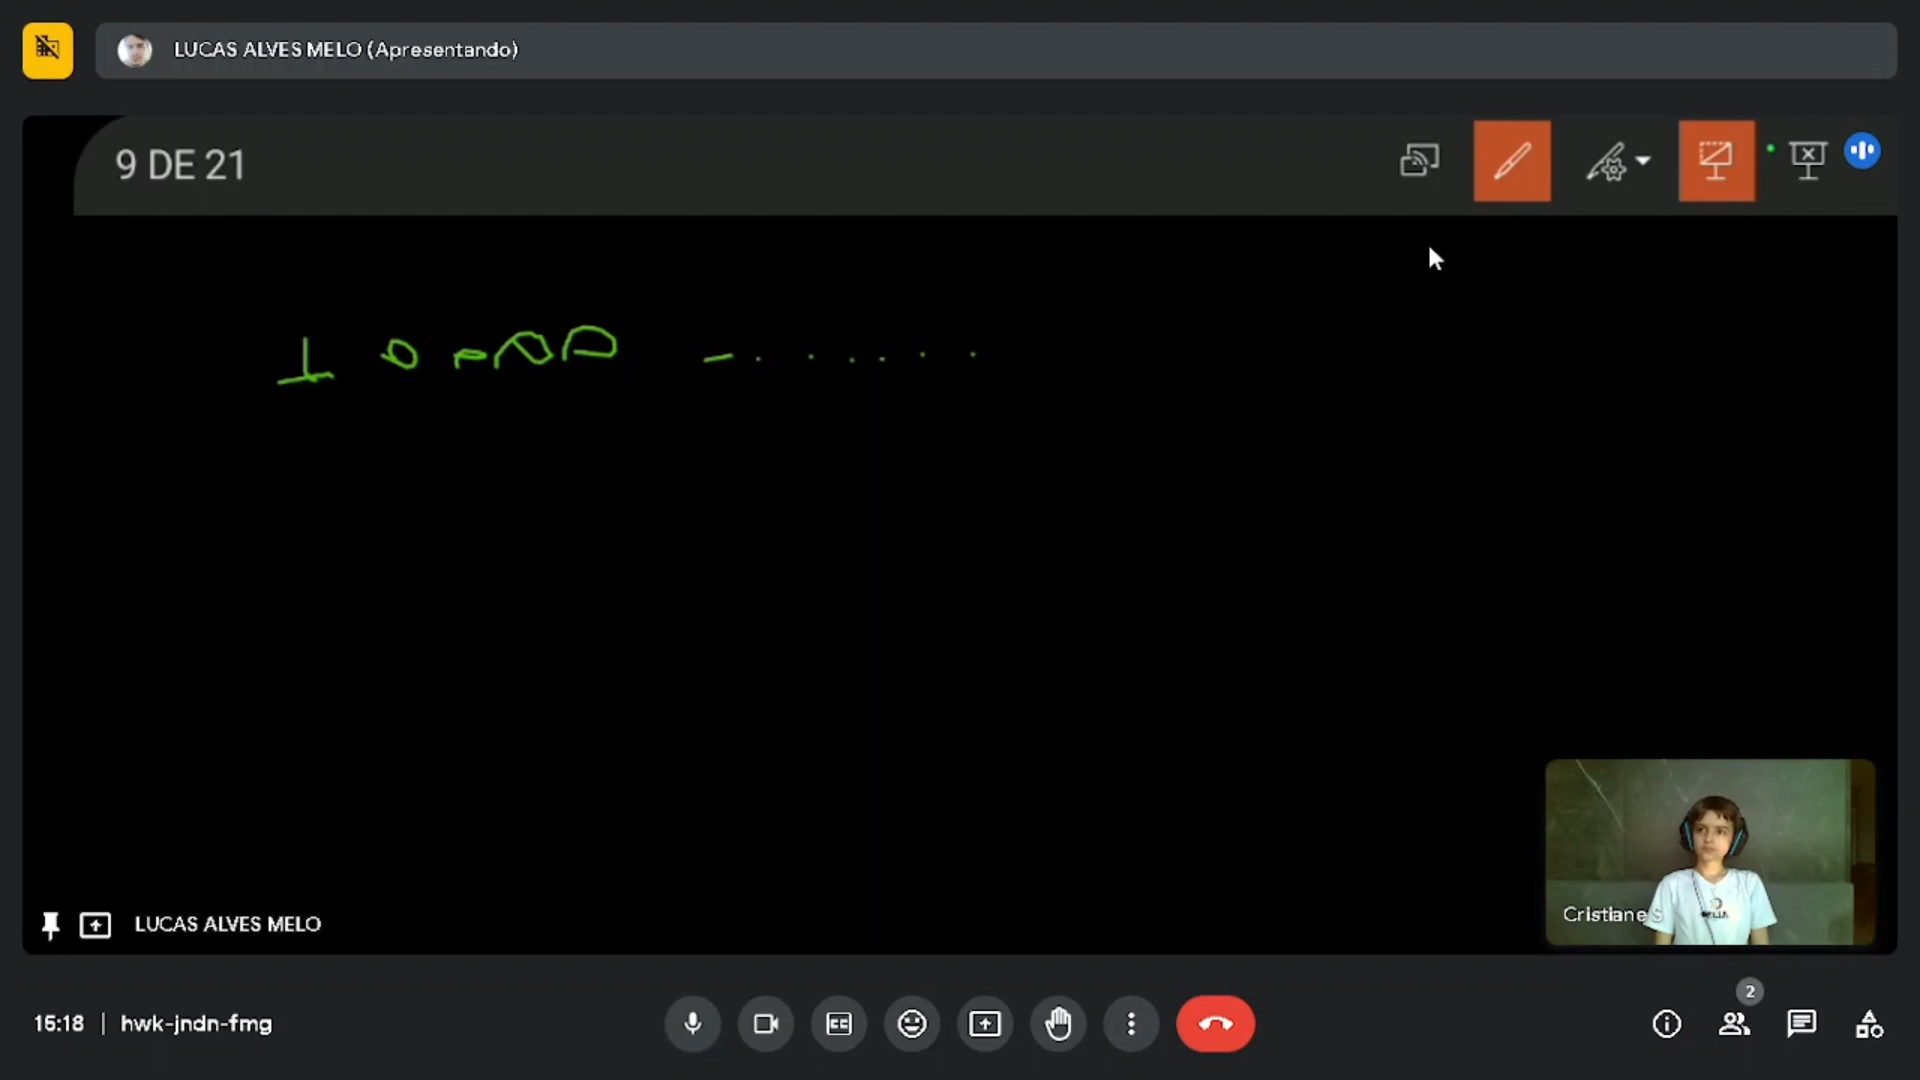 LUCAS ALVES MELO (Apresentando)
9 DE 21
LUCAS ALVES MELO
Cristiane S
15:18 | hwk-jndn-fmg
2